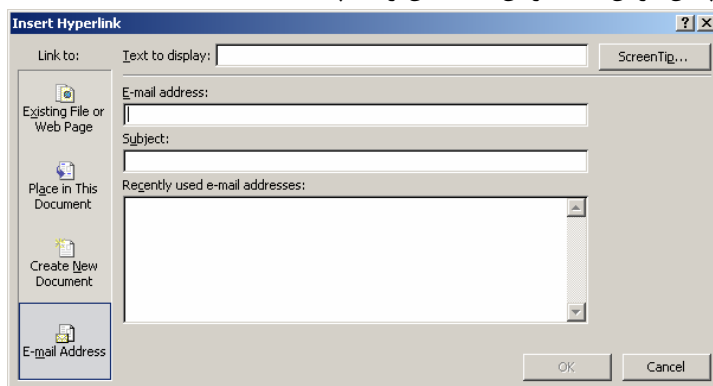 Insert Hyperlink
Link to:
Text to display:
ScreenTip...
Existing File or
Web Page
E-mail address:
Subject:
Place in This
Document
Recently used e-mail addresses:
Create New
Document
E-mail Address
OK
Cancel